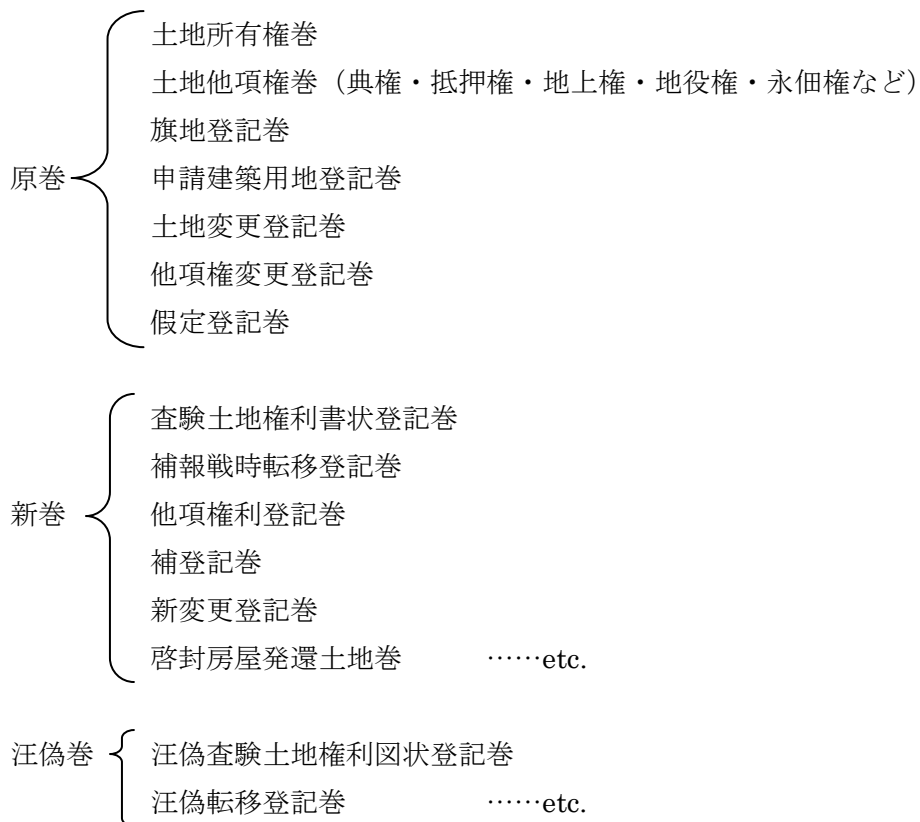 土地所有権巻
土地他項権巻（典権・抵押権・地上権・地役権・永佃権など）
旗地登記巻
原巻 申請建築用地登記巻
土地変更登記巻
他項権変更登記巻
假定登記巻
査験土地権利書状登記巻
補報戦時転移登記巻
新巻 他項権利登記巻
補登記巻
新変更登記巻
啓封房屋発還土地巻 ……etc.
汪偽巻 汪偽査験土地権利図状登記巻
汪偽転移登記巻 ……etc.